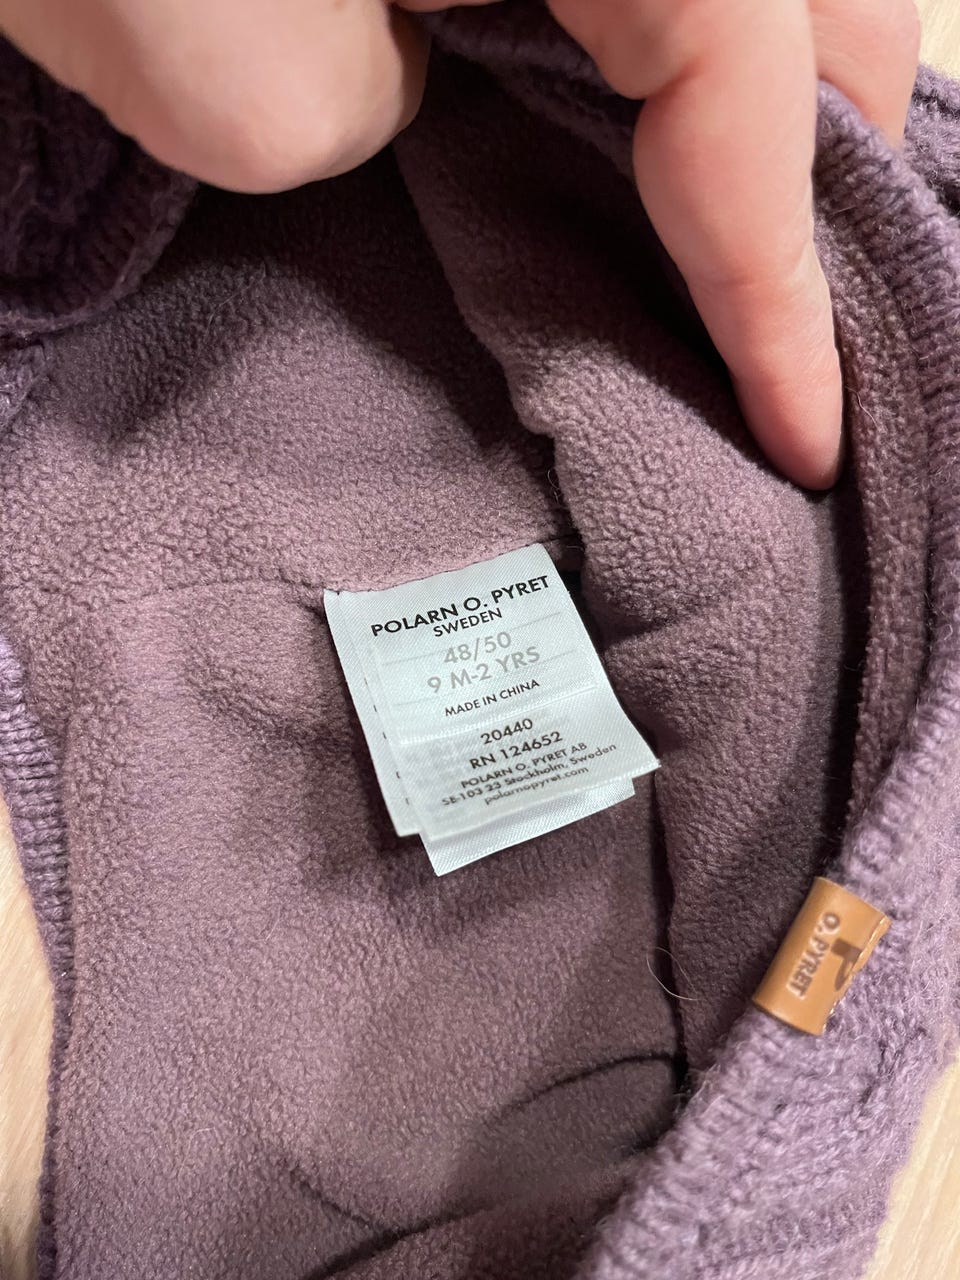 POLARN O. PYRET
SWEDEN
48/50
9 M-2 YRS
MADE IN CHINA
20440
RN 124652
POLARN O. PYRET AB
SE-103 23 Stockholm, Sweden
polarnopyret.com
O. PYRET